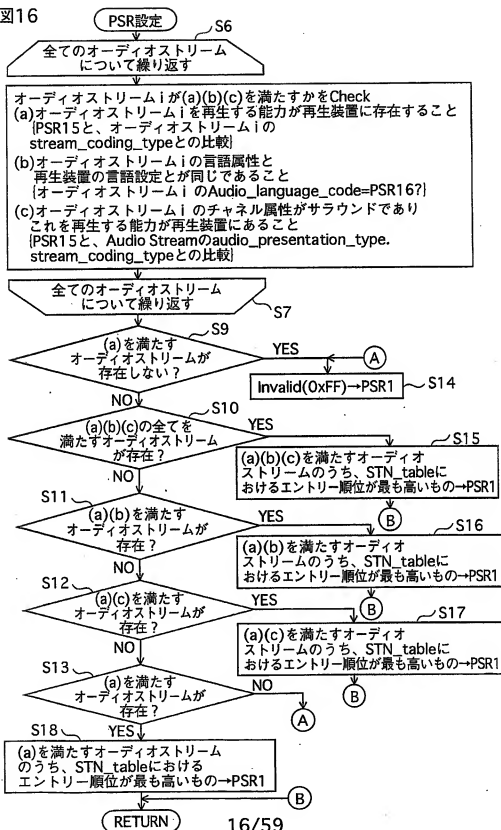 図16
PSR設定
S6
全てのオーディオストリーム
について繰り返す
オーディオストリームiが(a)(b)(c)を満たすかをCheck
(a)オーディオストリームiを再生する能力が再生装置に存在すること
{PSR15と、オーディオストリームiの
stream_coding_typeとの比較}
(b)オーディオストリームiの言語属性と
再生装置の言語設定とが同じであること
{オーディオストリームiのAudio_language_code=PSR16?}
(c)オーディオストリームiのチャネル属性がサラウンドであり
これを再生する能力が再生装置にあること
{PSR15と、Audio Streamのaudio_presentation_type.
stream_coding_typeとの比較}
全てのオーディオストリーム
について繰り返す
S7
S9
(a)を満たす
オーディオストリームが
存在しない?
YES
A
Invalid(0xFF)→PSR1
S14
NO
S10
(a)(b)(c)の全てを
満たすオーディオストリーム
が存在?
YES
S15
(a)(b)(c)を満たすオーディオ
ストリームのうち、STN_tableに
おけるエントリー順位が最も高いもの→PSR1
B
NO
S11
(a)(b)を満たす
オーディオストリームが
存在?
YES
S16
(a)(b)を満たすオーディオ
ストリームのうち、STN_tableに
おけるエントリー順位が最も高いもの→PSR1
B
NO
S12
(a)(c)を満たす
オーディオストリームが
存在?
YES
S17
(a)(c)を満たすオーディオ
ストリームのうち、STN_tableに
おけるエントリー順位が最も高いもの→PSR1
B
NO
S13
(a)を満たす
オーディオストリームが
存在?
NO
A
YES
S18
(a)を満たすオーディオストリーム
のうち、STN_tableにおける
エントリー順位が最も高いもの→PSR1
B
RETURN
16/59